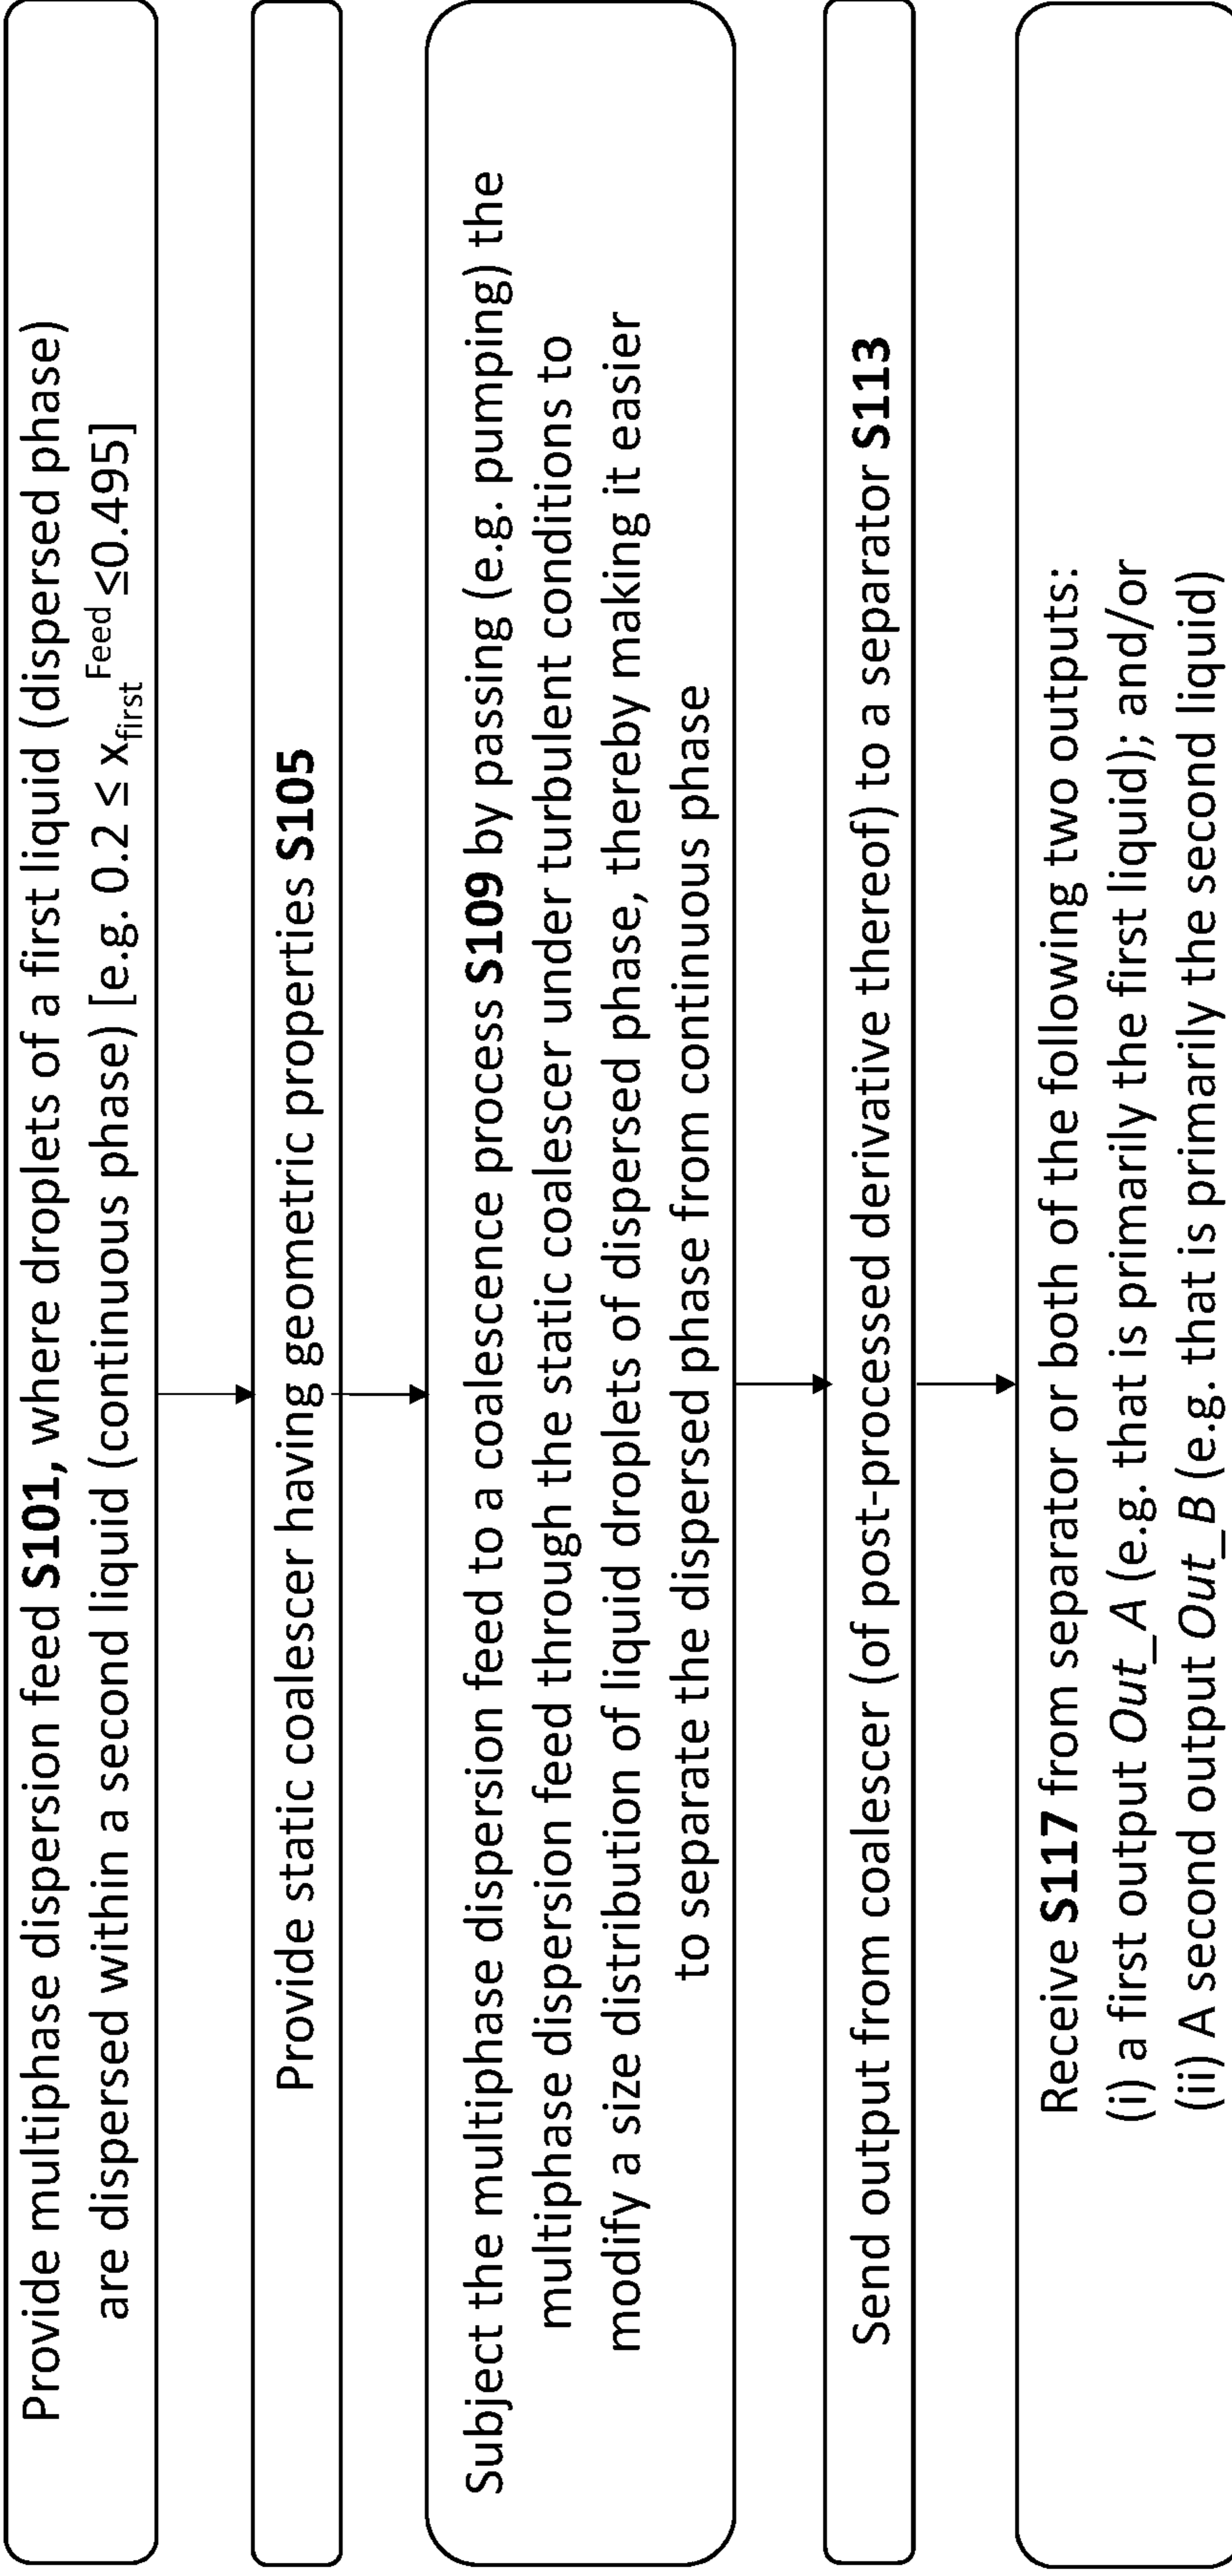 Provide multiphase dispersion feed S101, where droplets of a first liquid (dispersed phase)
are dispersed within a second liquid (continuous phase) [e.g. 0.2 ≤ x_first^Feed ≤0.495]
Provide static coalescer having geometric properties S105
Subject the multiphase dispersion feed to a coalescence process S109 by passing (e.g. pumping) the
multiphase dispersion feed through the static coalescer under turbulent conditions to
modify a size distribution of liquid droplets of dispersed phase, thereby making it easier
to separate the dispersed phase from continuous phase
Send output from coalescer (of post-processed derivative thereof) to a separator S113
Receive S117 from separator or both of the following two outputs:
(i) a first output Out_A (e.g. that is primarily the first liquid); and/or
(ii) A second output Out_B (e.g. that is primarily the second liquid)